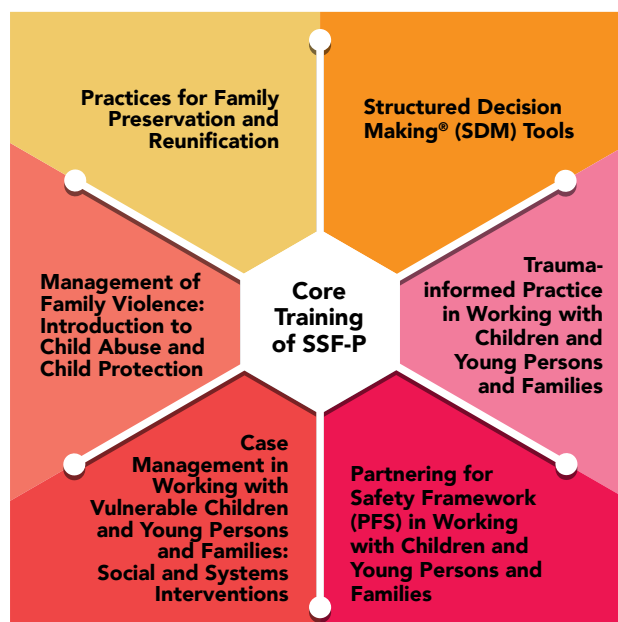 Practices for Family
Preservation and
Reunification
Structured Decision
Making® (SDM) Tools
Management of
Family Violence:
Introduction to
Child Abuse and
Child Protection
Core
Training
of SSF-P
Trauma-
informed Practice
in Working with
Children and
Young Persons
and Families
Case
Management in
Working with
Vulnerable Children
and Young Persons
and Families:
Social and Systems
Interventions
Partnering for
Safety Framework
(PFS) in Working
with Children and
Young Persons and
Families